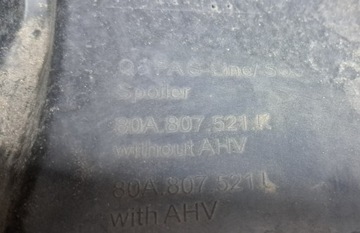 Spoiler
80A.807.521.K
without AHV
80A.807.521 L
with AHV